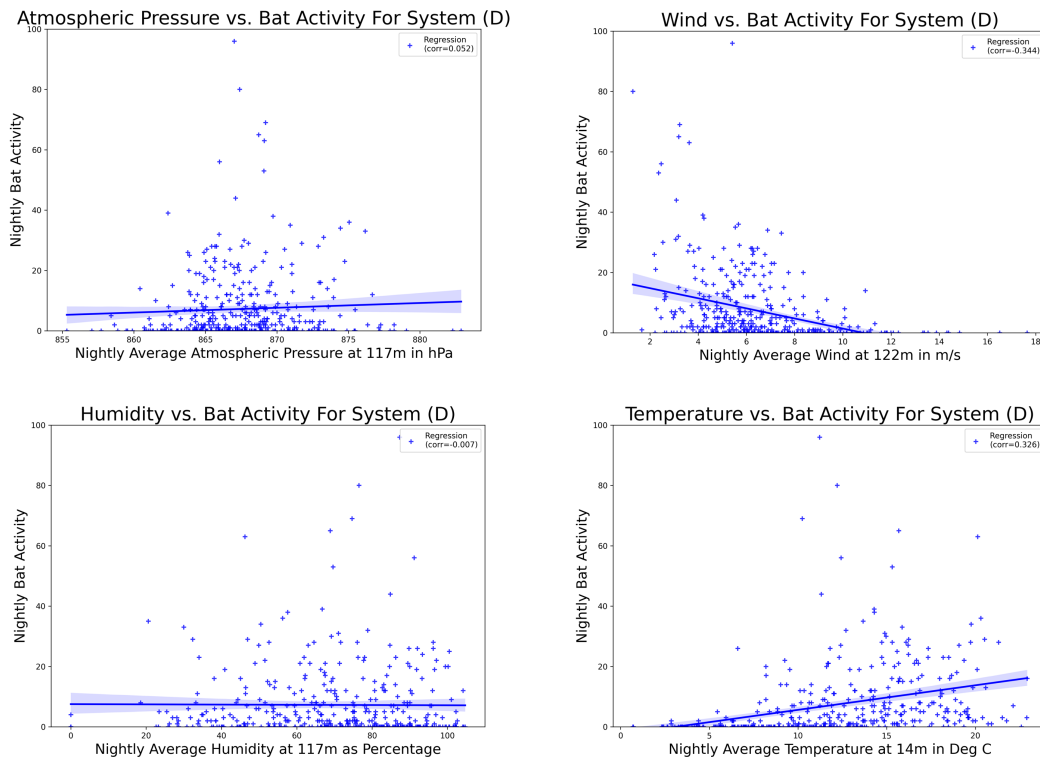 Atmospheric Pressure vs. Bat Activity For System (D)
Regression
(corr=0.052)
Nightly Bat Activity
100
80
60
40
20
0
855 860 865 870 875 880
Nightly Average Atmospheric Pressure at 117m in hPa
Wind vs. Bat Activity For System (D)
Regression
(corr=-0.344)
Nightly Bat Activity
100
80
60
40
20
0
2 4 6 8 10 12 14 16 18
Nightly Average Wind at 122m in m/s
Humidity vs. Bat Activity For System (D)
Regression
(corr=-0.007)
Nightly Bat Activity
100
80
60
40
20
0
0 20 40 60 80 100
Nightly Average Humidity at 117m as Percentage
Temperature vs. Bat Activity For System (D)
Regression
(corr=0.326)
Nightly Bat Activity
100
80
60
40
20
0
0 5 10 15 20
Nightly Average Temperature at 14m in Deg C